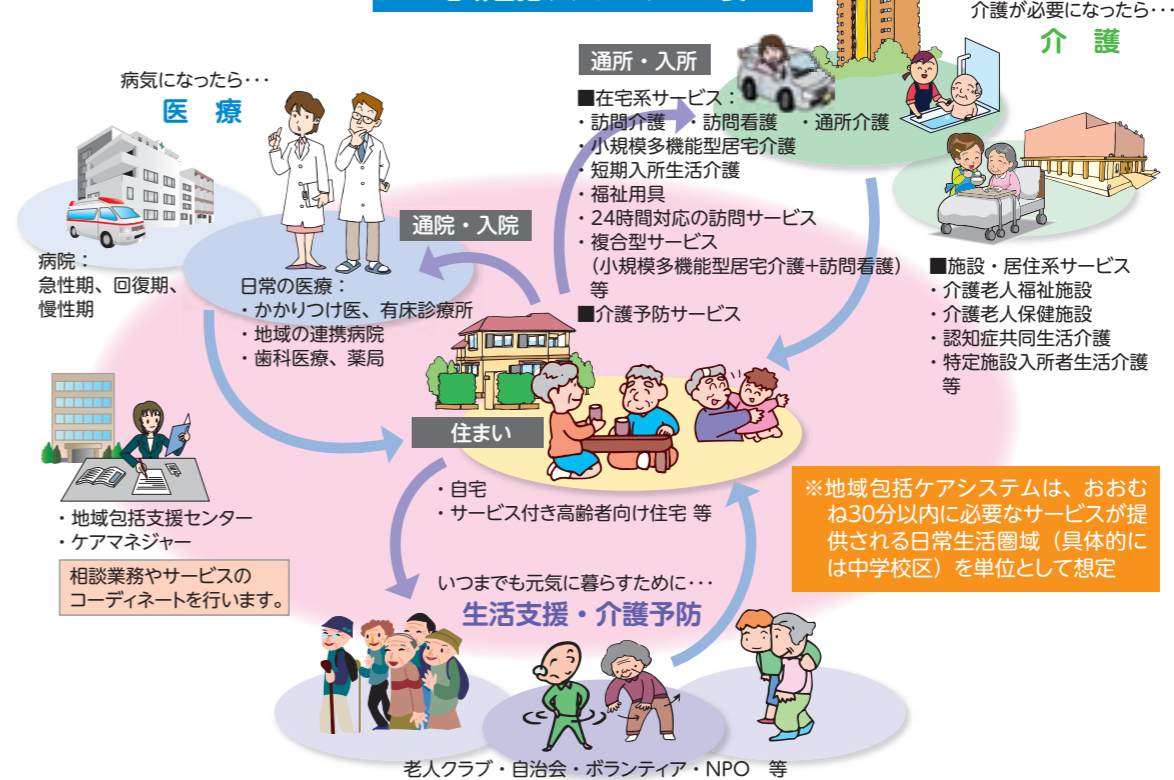 介護が必要になったら･･･
介 護
通所・入所
■在宅系サービス：
・訪問介護 ・訪問看護 ・通所介護
・小規模多機能型居宅介護
・短期入所生活介護
・福祉用具
・24時間対応の訪問サービス
・複合型サービス
（小規模多機能型居宅介護+訪問看護）
等
■介護予防サービス
病気になったら･･･
医 療
通院・入院
病院：
急性期、回復期、
慢性期
日常の医療：
・かかりつけ医、有床診療所
・地域の連携病院
・歯科医療、薬局
■施設・居住系サービス
・介護老人福祉施設
・介護老人保健施設
・認知症共同生活介護
・特定施設入所者生活介護
等
住まい
・自宅
・サービス付き高齢者向け住宅 等
・地域包括支援センター
・ケアマネジャー
相談業務やサービスの
コーディネートを行います。
※地域包括ケアシステムは、おおむ
ね30分以内に必要なサービスが提
供される日常生活圏域（具体的に
は中学校区）を単位として想定
いつまでも元気に暮らすために･･･
生活支援・介護予防
老人クラブ・自治会・ボランティア・NPO 等